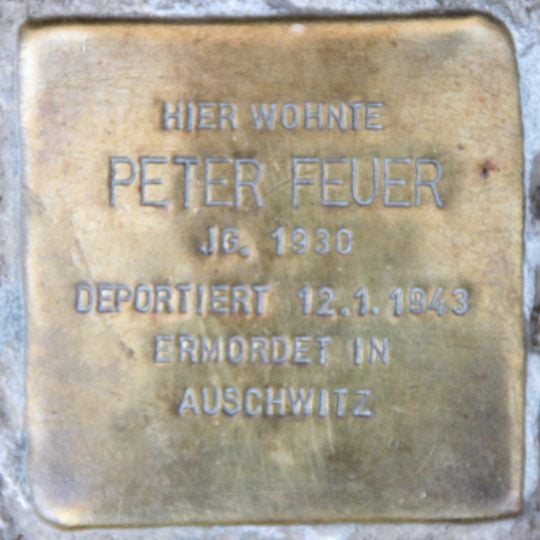 HIER WOHNTE
PETER FEUER
JG. 1930
DEPORTIERT 12.1.1943
ERMORDET IN
AUSCHWITZ